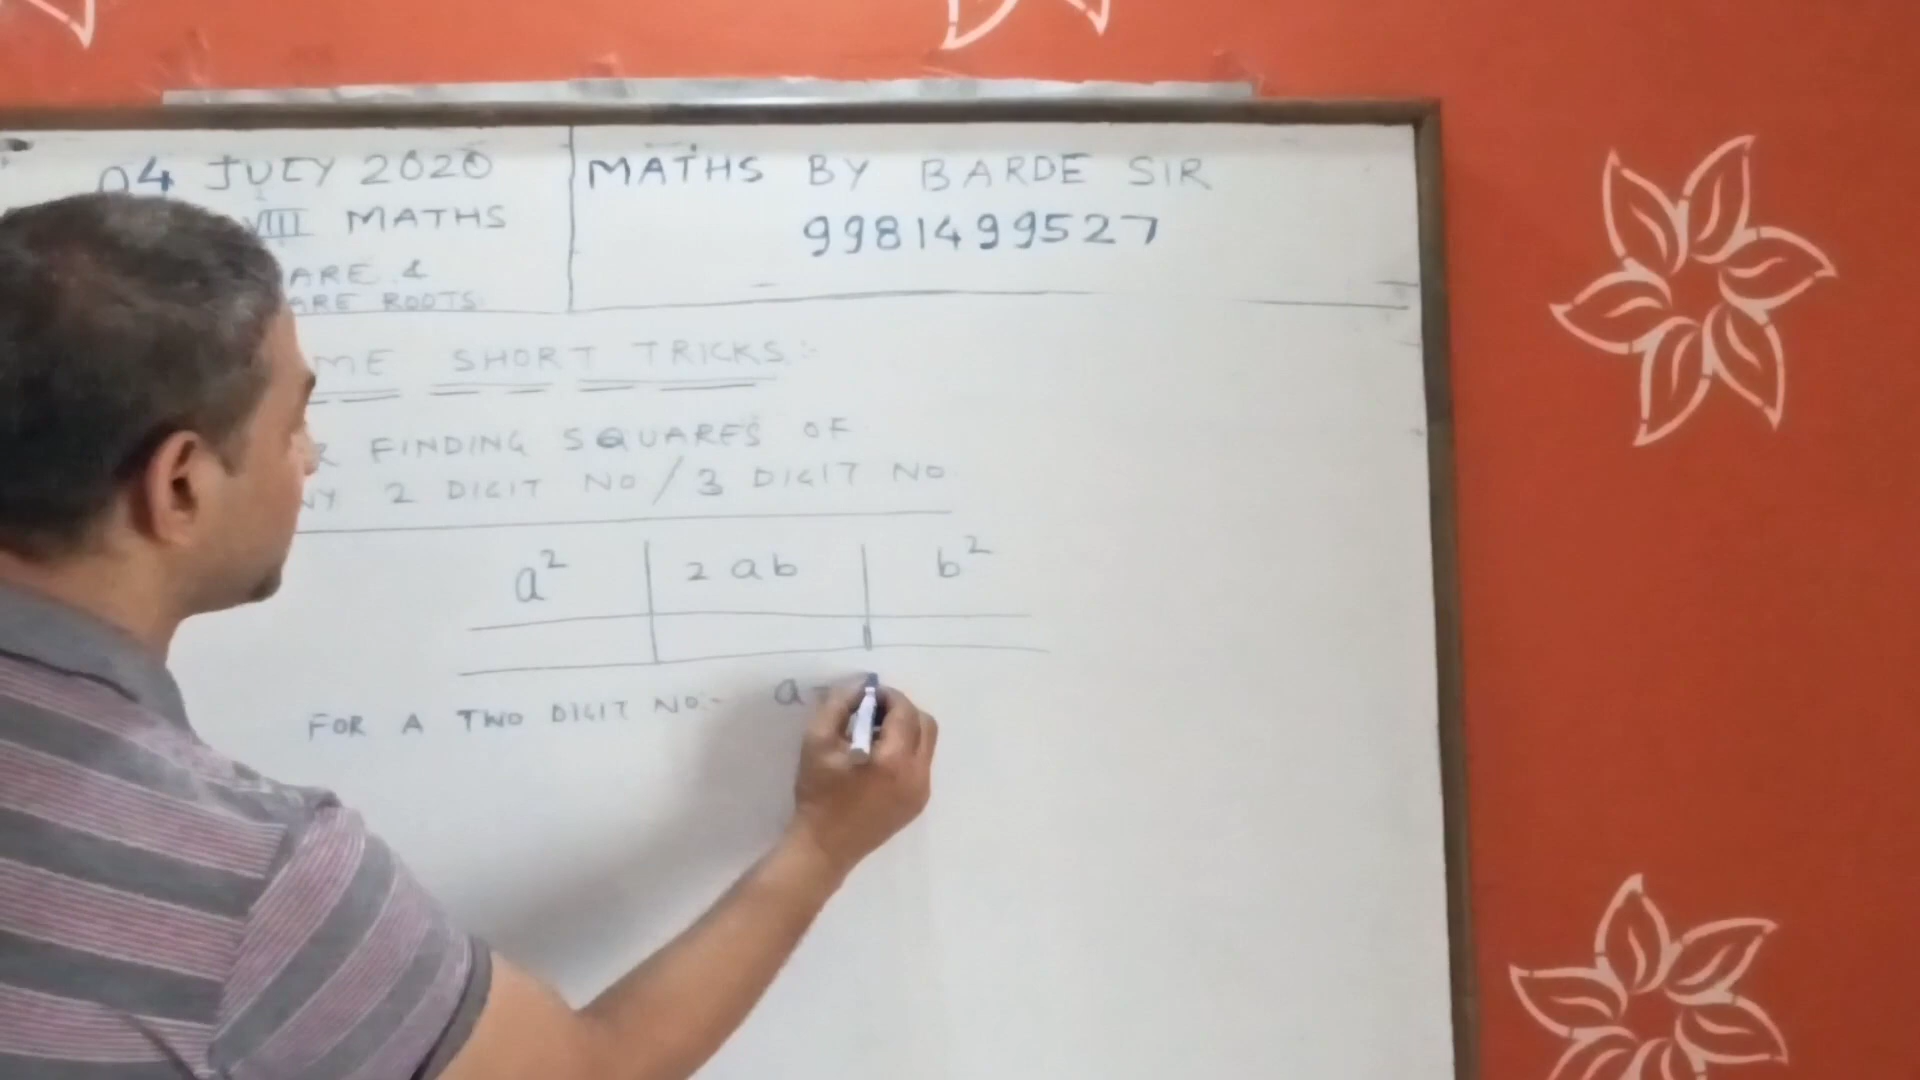 04 JULY 2020
VIII MATHS
ARE &
ARE ROOTS
MATHS BY BARDE SIR
9981499527
ME SHORT TRICKS:-
R FINDING SQUARES OF
NY 2 DIGIT NO / 3 DIGIT NO
a² | 2ab | b²
FOR A TWO DIGIT NO:- a =